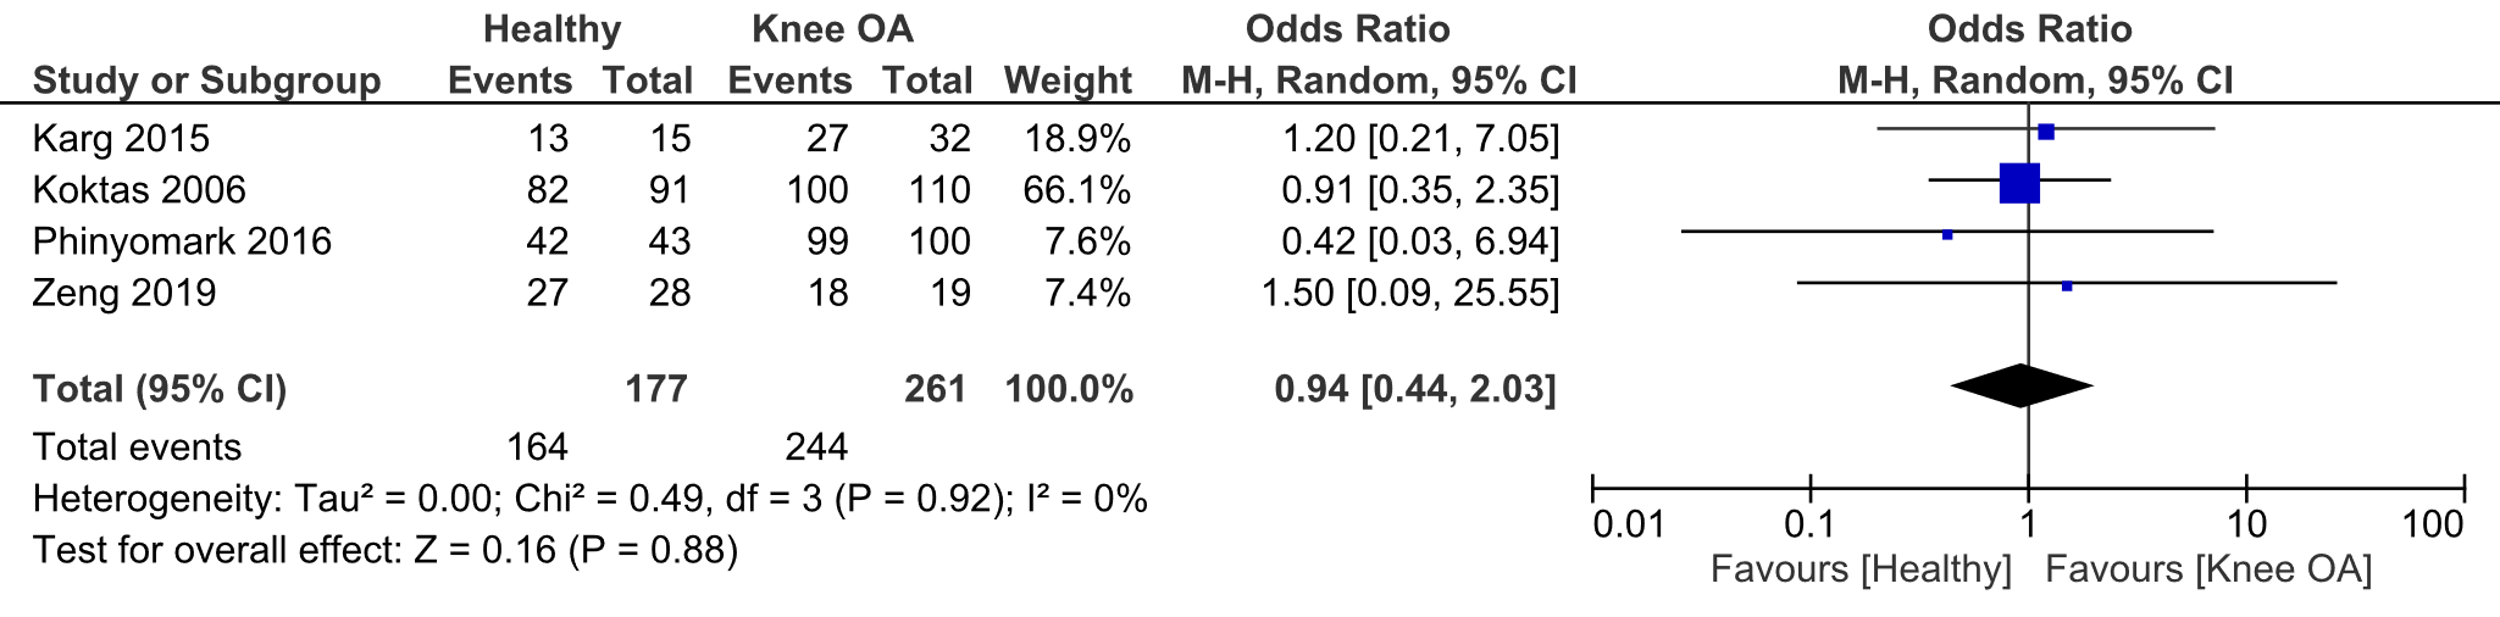 Healthy Knee OA Odds Ratio Odds Ratio
Study or Subgroup Events Total Events Total Weight M-H, Random, 95% CI M-H, Random, 95% CI
Karg 2015 13 15 27 32 18.9% 1.20 [0.21, 7.05]
Koktas 2006 82 91 100 110 66.1% 0.91 [0.35, 2.35]
Phinyomark 2016 42 43 99 100 7.6% 0.42 [0.03, 6.94]
Zeng 2019 27 28 18 19 7.4% 1.50 [0.09, 25.55]
Total (95% CI) 177 261 100.0% 0.94 [0.44, 2.03]
Total events 164 244
Heterogeneity: Tau² = 0.00; Chi² = 0.49, df = 3 (P = 0.92); I² = 0%
Test for overall effect: Z = 0.16 (P = 0.88)
0.01 0.1 1 10 100
Favours [Healthy] Favours [Knee OA]